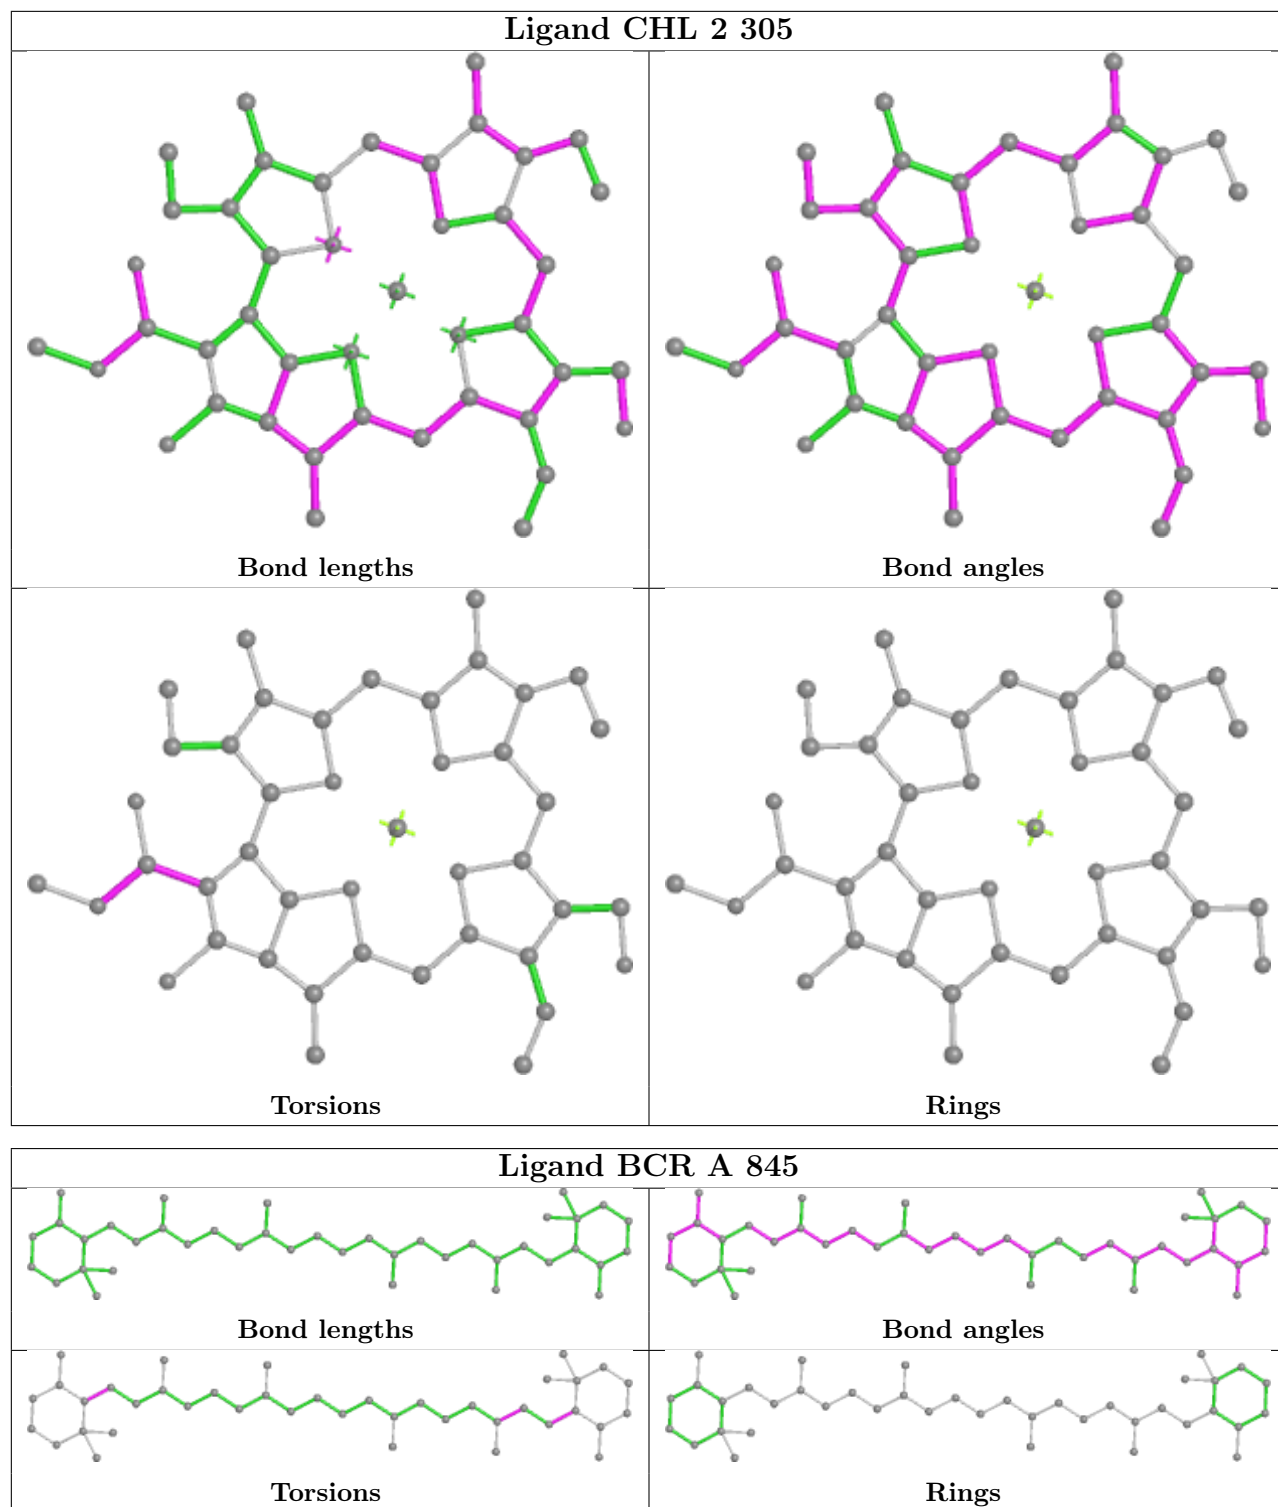 Ligand CHL 2 305
Bond lengths
Bond angles
Torsions
Rings
Ligand BCR A 845
Bond lengths
Bond angles
Torsions
Rings